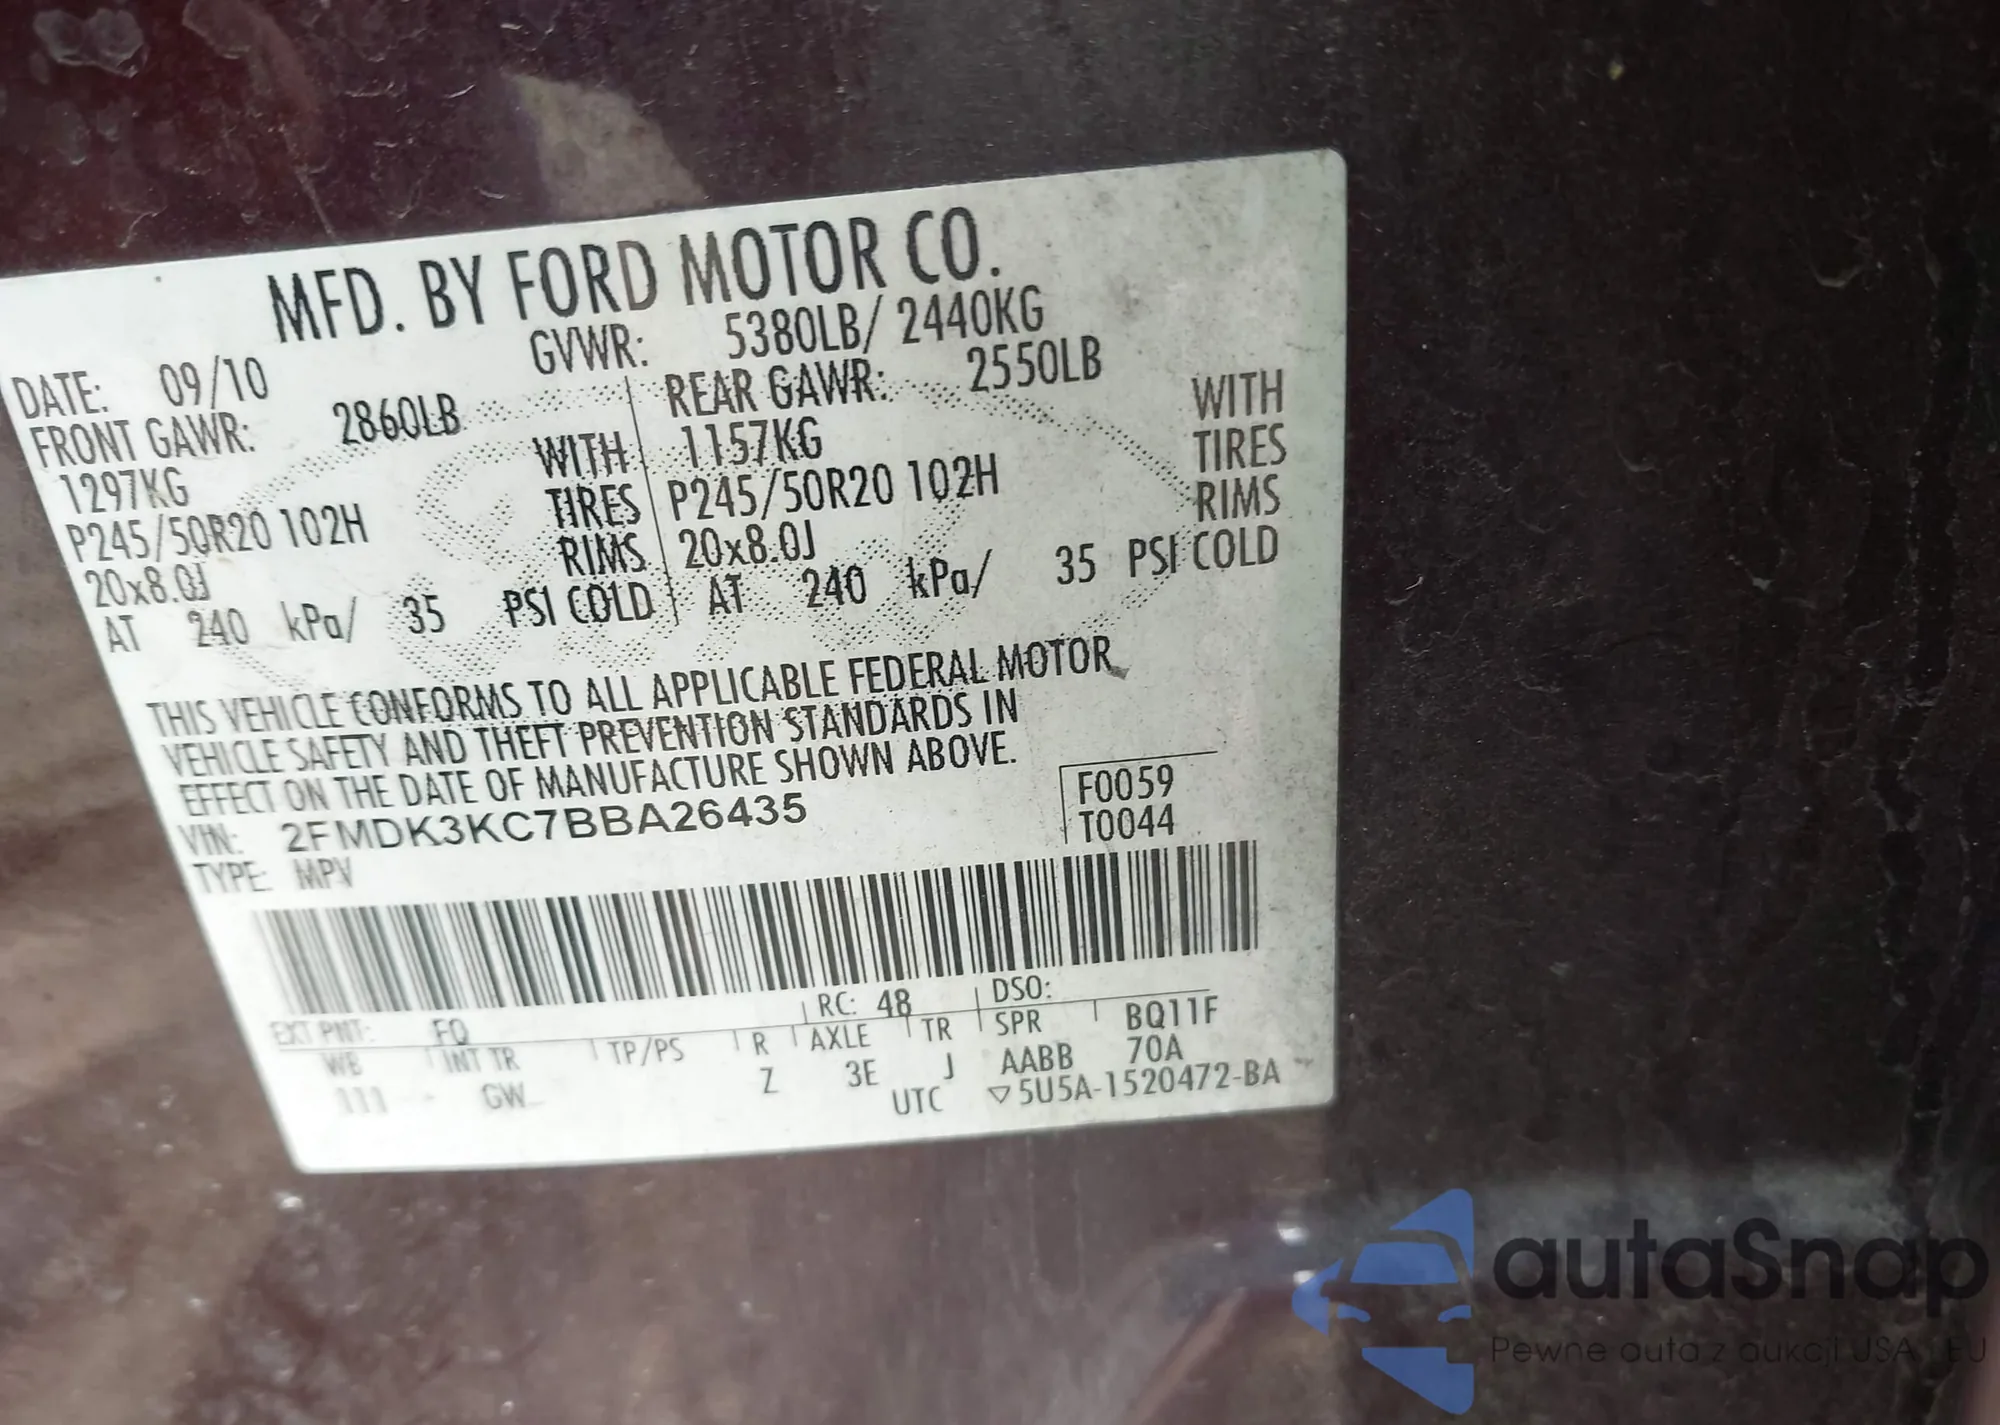 MFD. BY FORD MOTOR CO.
DATE: 09/10 GVWR: 5380LB/ 2440KG
FRONT GAWR: 2860LB REAR GAWR: 2550LB
1297KG WITH 1157KG WITH
P245/50R20 102H TIRES P245/50R20 102H TIRES
20x8.0J RIMS 20x8.0J RIMS
AT 240 kPa/ 35 PSI COLD AT 240 kPa/ 35 PSI COLD
THIS VEHICLE CONFORMS TO ALL APPLICABLE FEDERAL MOTOR
VEHICLE SAFETY AND THEFT PREVENTION STANDARDS IN
EFFECT ON THE DATE OF MANUFACTURE SHOWN ABOVE.
VIN: 2FMDK3KC7BBA26435 F0059
TYPE: MPV T0044
EXT PNT: FQ RC: 48 DSO:
WB INT TR TP/PS R AXLE TR SPR BQ11F
111 GW Z 3E J AABB 70A
UTC ▽5U5A-1520472-BA
autaSnap
Pewne auta z aukcji USA i EU